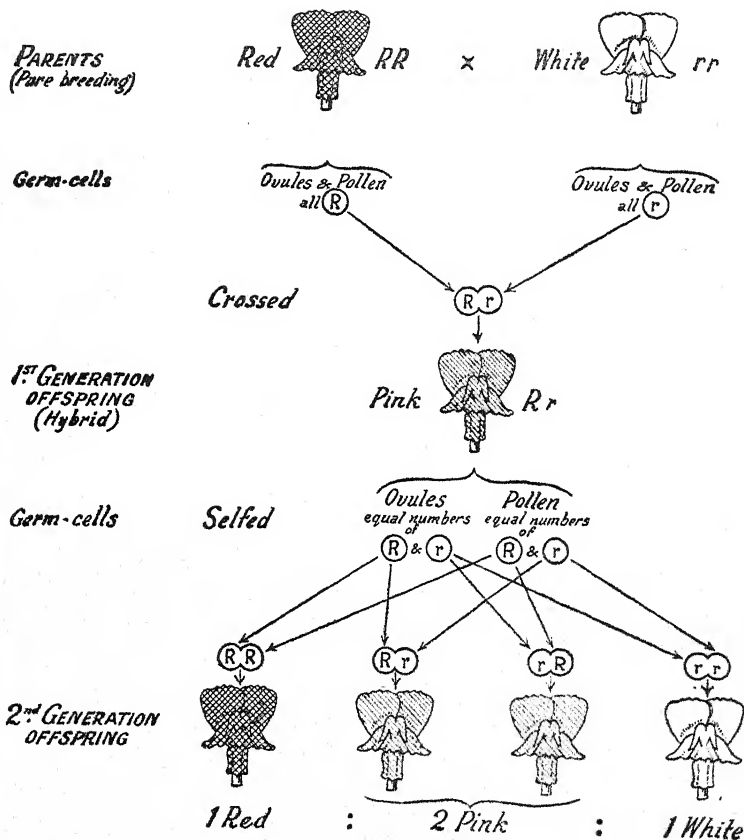 PARENTS
(Pure breeding)
Red RR x White rr
Germ-cells
Ovules & Pollen
all R
Ovules & Pollen
all r
Crossed
R r
1ST GENERATION
OFFSPRING
(Hybrid)
Pink Rr
Germ-cells Selfed
Ovules
equal numbers
of
R & r
Pollen
equal numbers
of
R & r
R R
R r
r R
r r
2nd GENERATION
OFFSPRING
1 Red : 2 Pink : 1 White